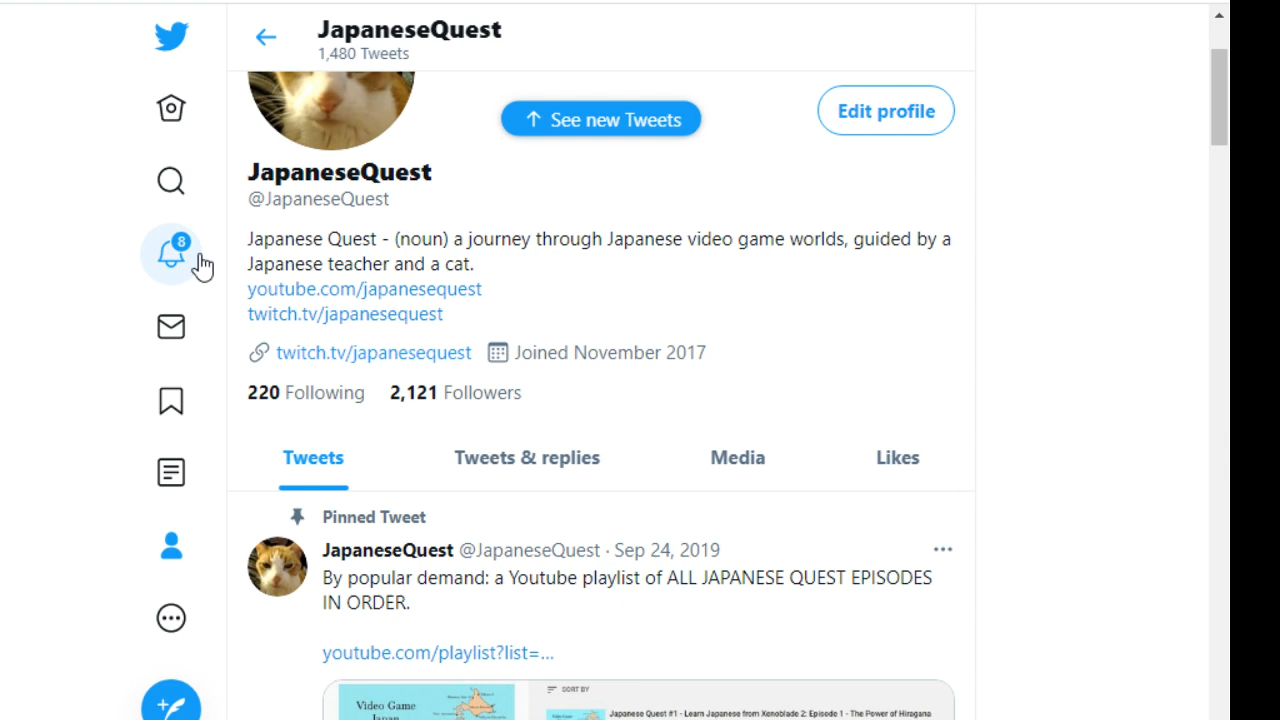 JapaneseQuest
1,480 Tweets
↑ See new Tweets
Edit profile
JapaneseQuest
@JapaneseQuest
8
Japanese Quest - (noun) a journey through Japanese video game worlds, guided by a
Japanese teacher and a cat.
youtube.com/japanesequest
twitch.tv/japanesequest
twitch.tv/japanesequest Joined November 2017
220 Following 2,121 Followers
Tweets Tweets & replies Media Likes
Pinned Tweet
JapaneseQuest @JapaneseQuest · Sep 24, 2019
By popular demand: a Youtube playlist of ALL JAPANESE QUEST EPISODES
IN ORDER.
youtube.com/playlist?list=...
Video Game
Japan
SORT BY
Japanese Quest #1 - Learn Japanese from Xenoblade 2: Episode 1 - The Power of Hiragana